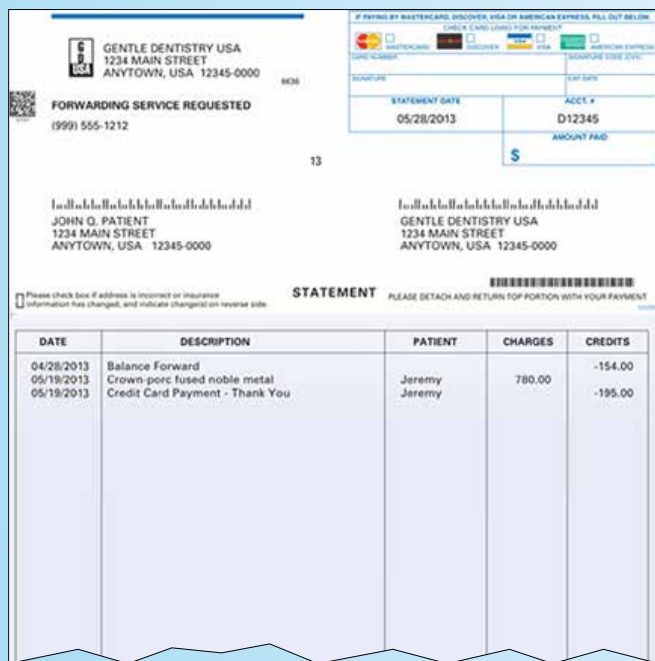 IF PAYING BY MASTERCARD, DISCOVER, VISA OR AMERICAN EXPRESS, FILL OUT BELOW.
CHECK CARD USING FOR PAYMENT
MASTERCARD DISCOVER VISA AMERICAN EXPRESS
CARD NUMBER SIGNATURE CODE (CVV)
SIGNATURE EXP. DATE
STATEMENT DATE ACCT. #
05/28/2013 D12345
AMOUNT PAID
$
G
D
USA
GENTLE DENTISTRY USA
1234 MAIN STREET
ANYTOWN, USA 12345-0000
6636
FORWARDING SERVICE REQUESTED
(999) 555-1212
13
JOHN Q. PATIENT
1234 MAIN STREET
ANYTOWN, USA 12345-0000
GENTLE DENTISTRY USA
1234 MAIN STREET
ANYTOWN, USA 12345-0000
Please check box if address is incorrect or insurance
information has changed, and indicate change(s) on reverse side.
STATEMENT
PLEASE DETACH AND RETURN TOP PORTION WITH YOUR PAYMENT
DATE DESCRIPTION PATIENT CHARGES CREDITS
04/28/2013 Balance Forward -154.00
05/19/2013 Crown-porc fused noble metal Jeremy 780.00
05/19/2013 Credit Card Payment - Thank You Jeremy -195.00